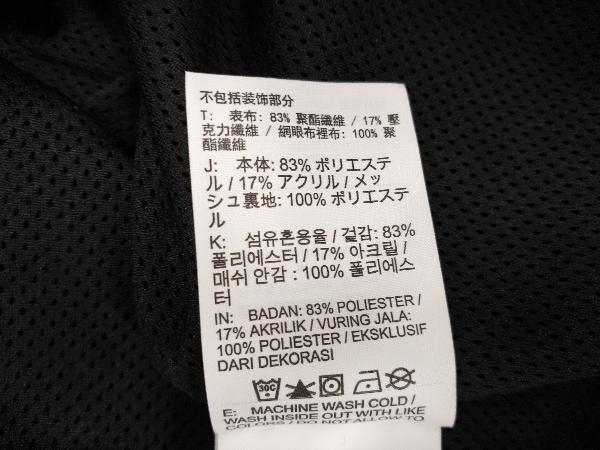 不包括装饰部分
T: 表布: 83% 聚酯纖維 / 17% 壓
克力纖維 / 網眼布裡布: 100% 聚
酯纖維
J: 本体: 83% ポリエステ
ル / 17% アクリル / メッ
シュ裏地: 100% ポリエステ
ル
K: 섬유혼용율 / 겉감: 83%
폴리에스터 / 17% 아크릴 /
매쉬 안감 : 100% 폴리에스
터
IN: BADAN: 83% POLIESTER /
17% AKRILIK / VURING JALA:
100% POLIESTER / EKSKLUSIF
DARI DEKORASI
30C
E: MACHINE WASH COLD /
WASH INSIDE OUT WITH LIKE
COLORS / DO NOT ALLOW TO